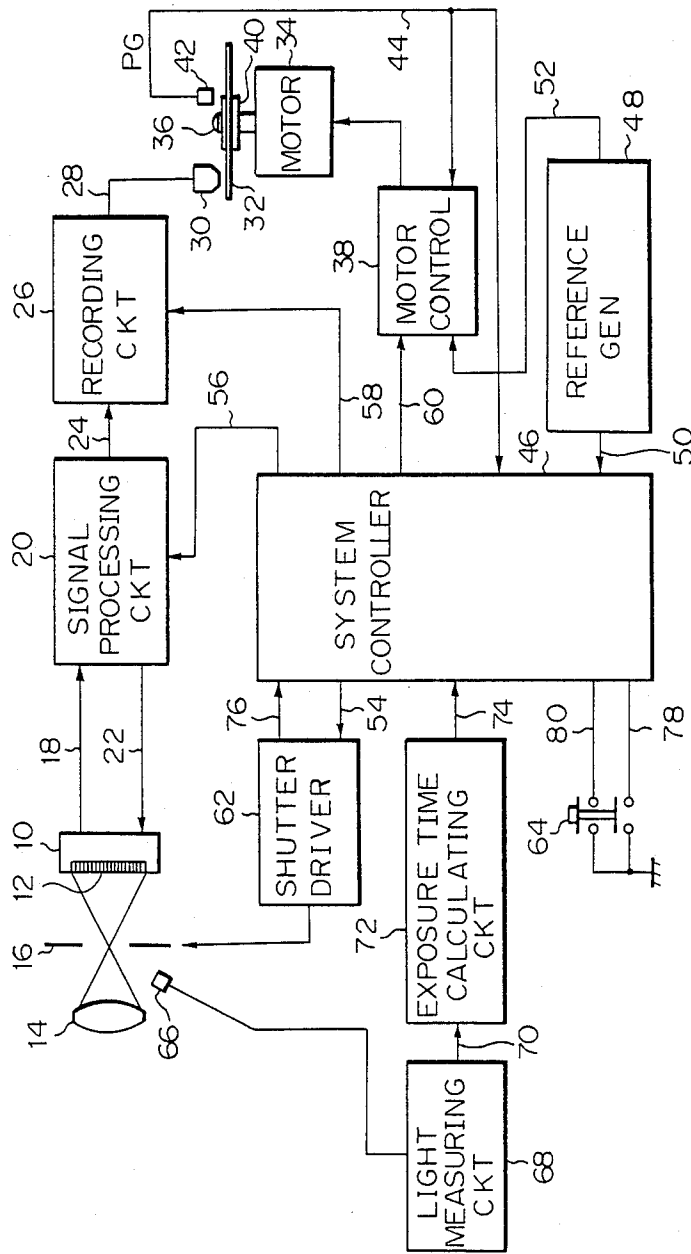 14
16
12
10
18
22
20
SIGNAL
PROCESSING
CKT
24
26
RECORDING
CKT
28
30
32
36
42
PG
40
34
MOTOR
44
66
62
SHUTTER
DRIVER
76
54
56
58
60
38
MOTOR
CONTROL
52
68
LIGHT
MEASURING
CKT
70
72
EXPOSURE TIME
CALCULATING
CKT
74
SYSTEM
CONTROLLER
46
50
REFERENCE
GEN
48
64
80
78